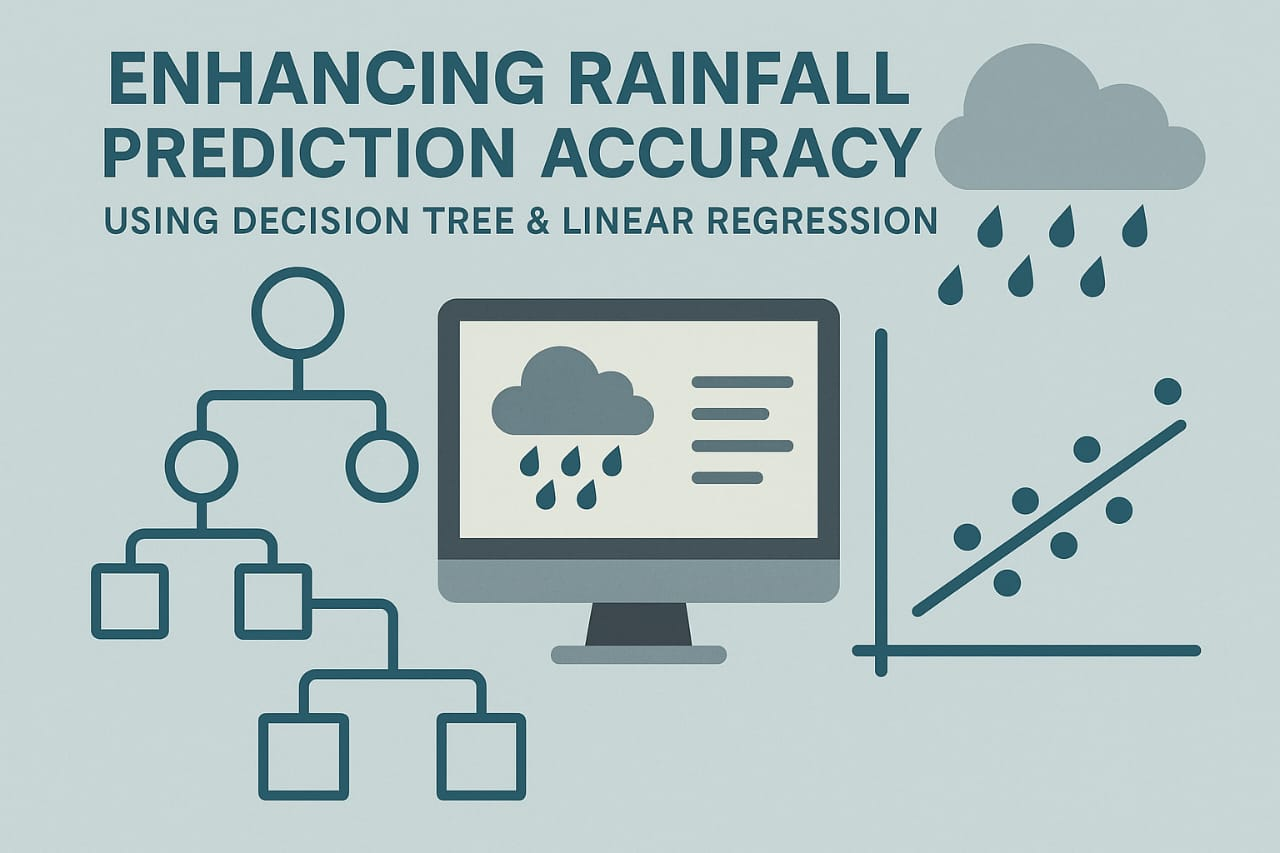 ENHANCING RAINFALL
PREDICTION ACCURACY
USING DECISION TREE & LINEAR REGRESSION